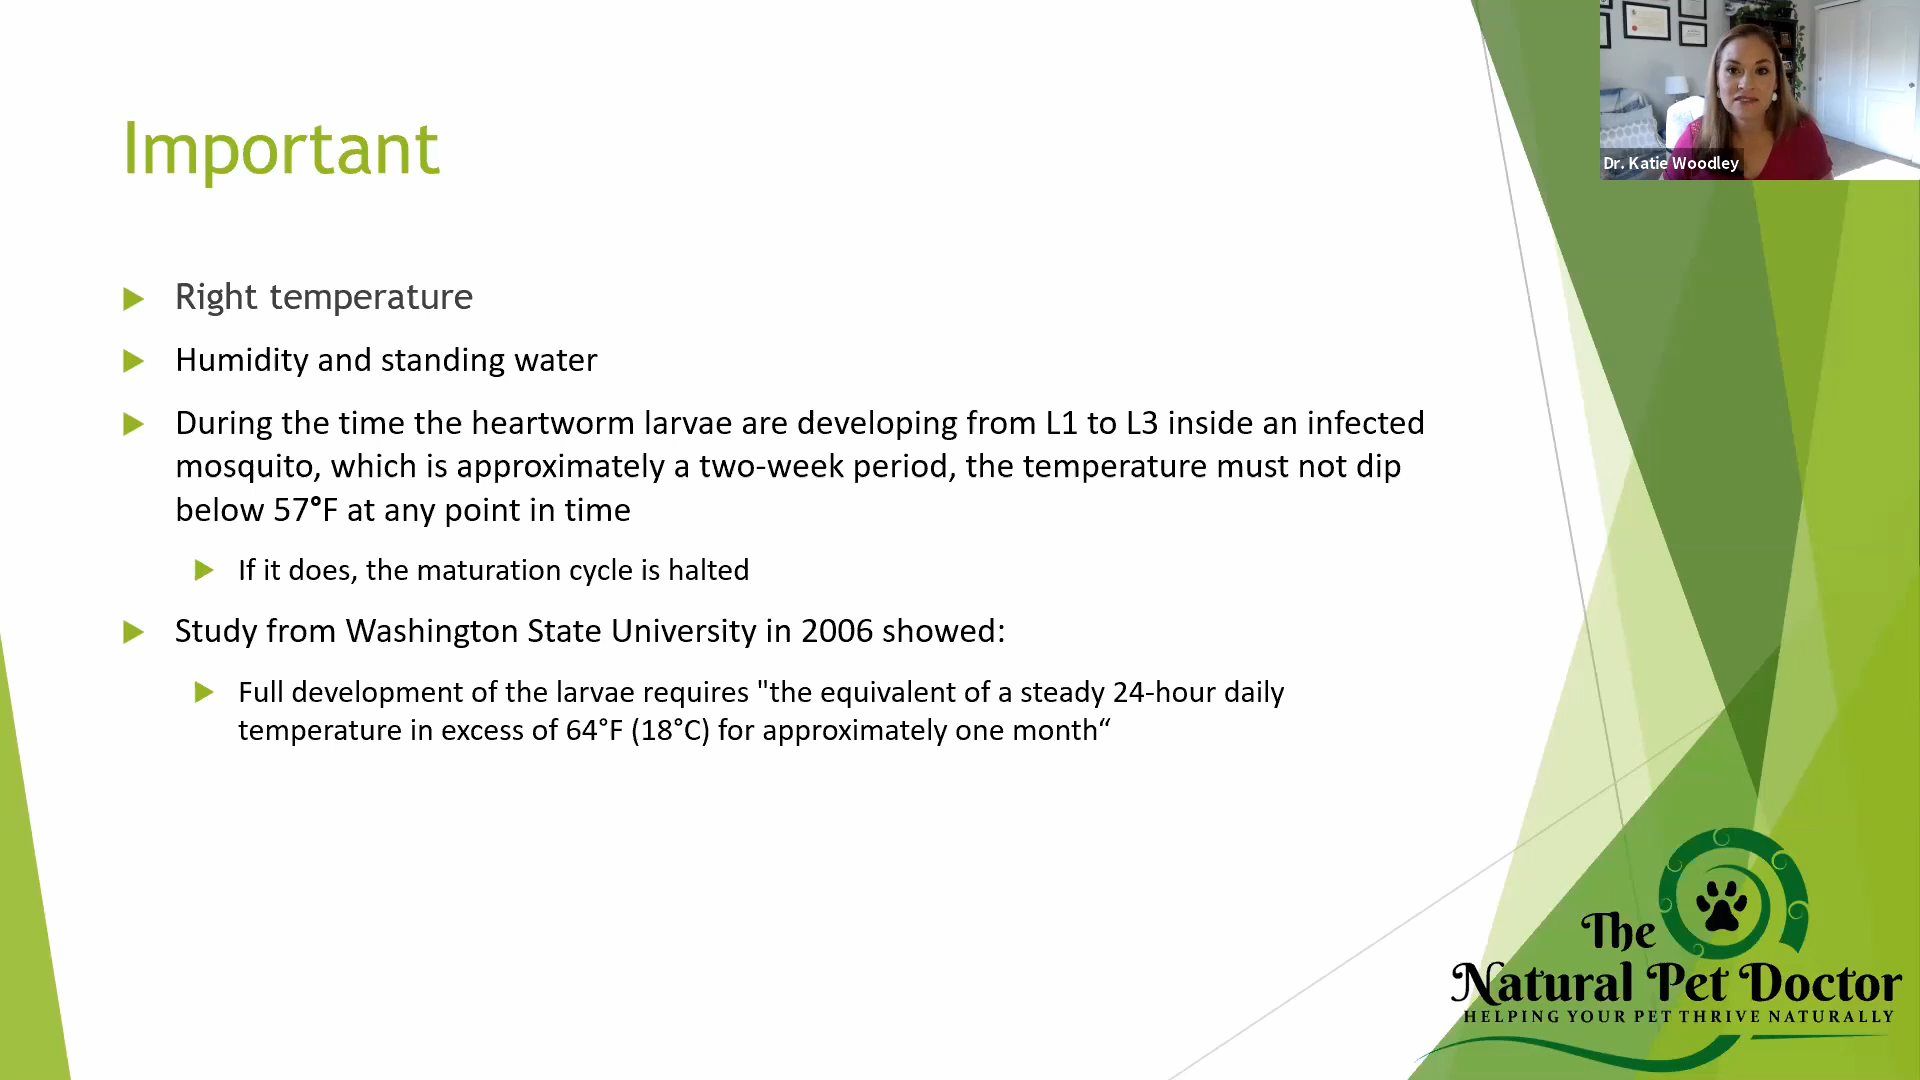 Dr. Katie Woodley
Important
Right temperature
Humidity and standing water
During the time the heartworm larvae are developing from L1 to L3 inside an infected
mosquito, which is approximately a two-week period, the temperature must not dip
below 57°F at any point in time
If it does, the maturation cycle is halted
Study from Washington State University in 2006 showed:
Full development of the larvae requires "the equivalent of a steady 24-hour daily
temperature in excess of 64°F (18°C) for approximately one month“
The
Natural Pet Doctor
HELPING YOUR PET THRIVE NATURALLY